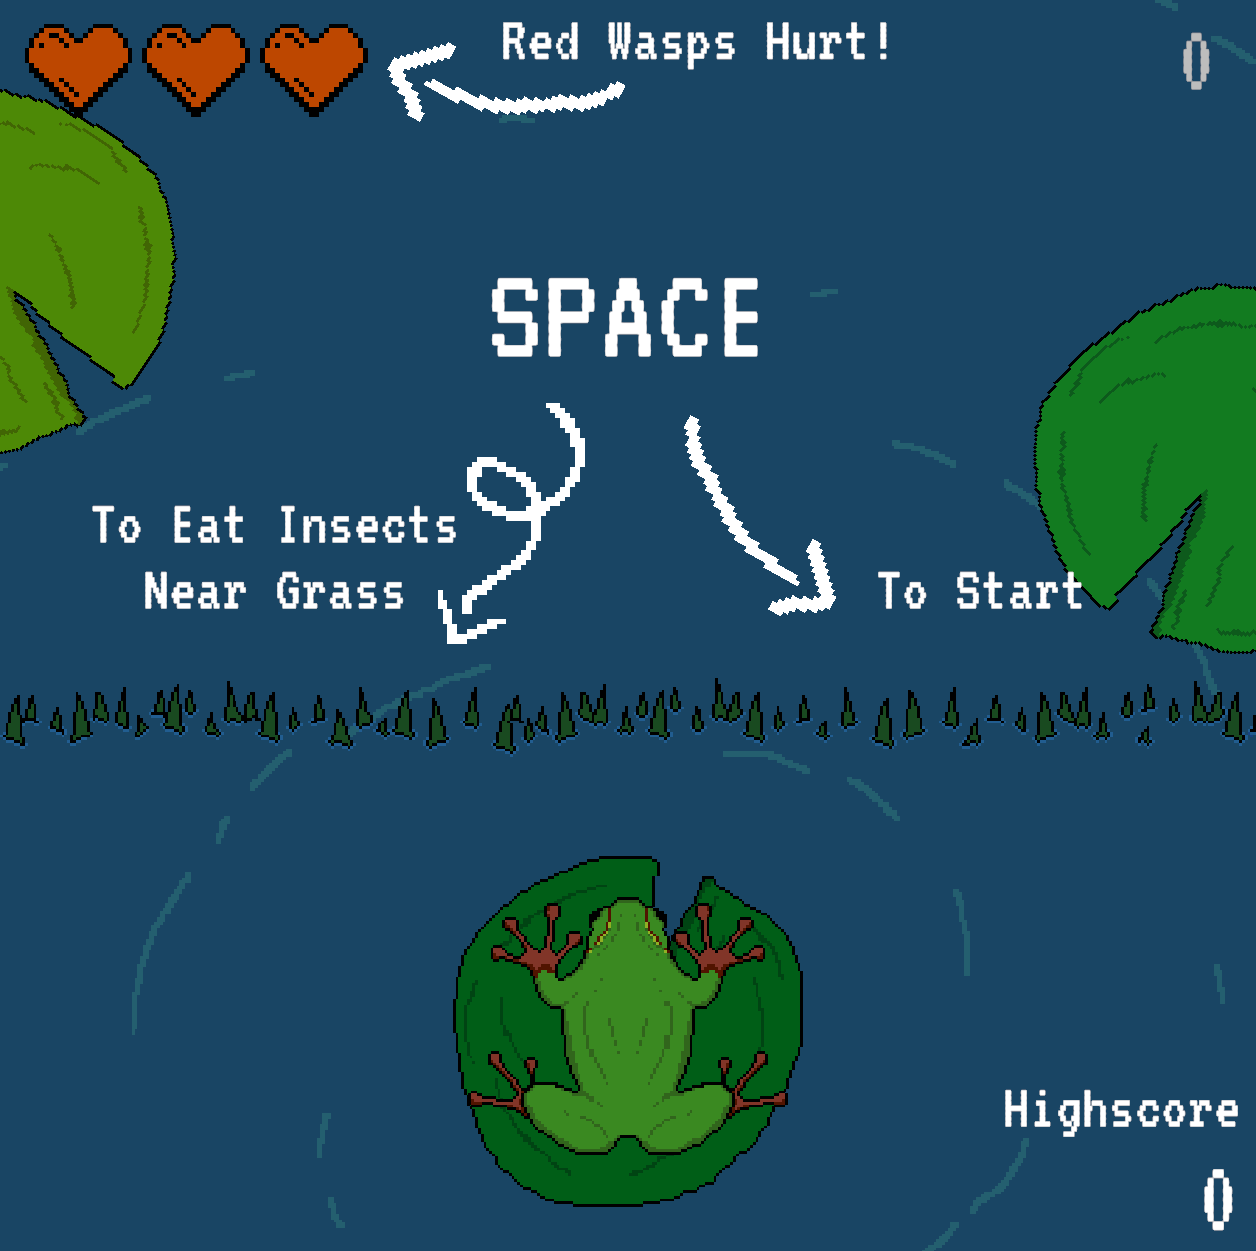 Red Wasps Hurt!
0
SPACE
To Eat Insects
Near Grass
To Start
Highscore
0